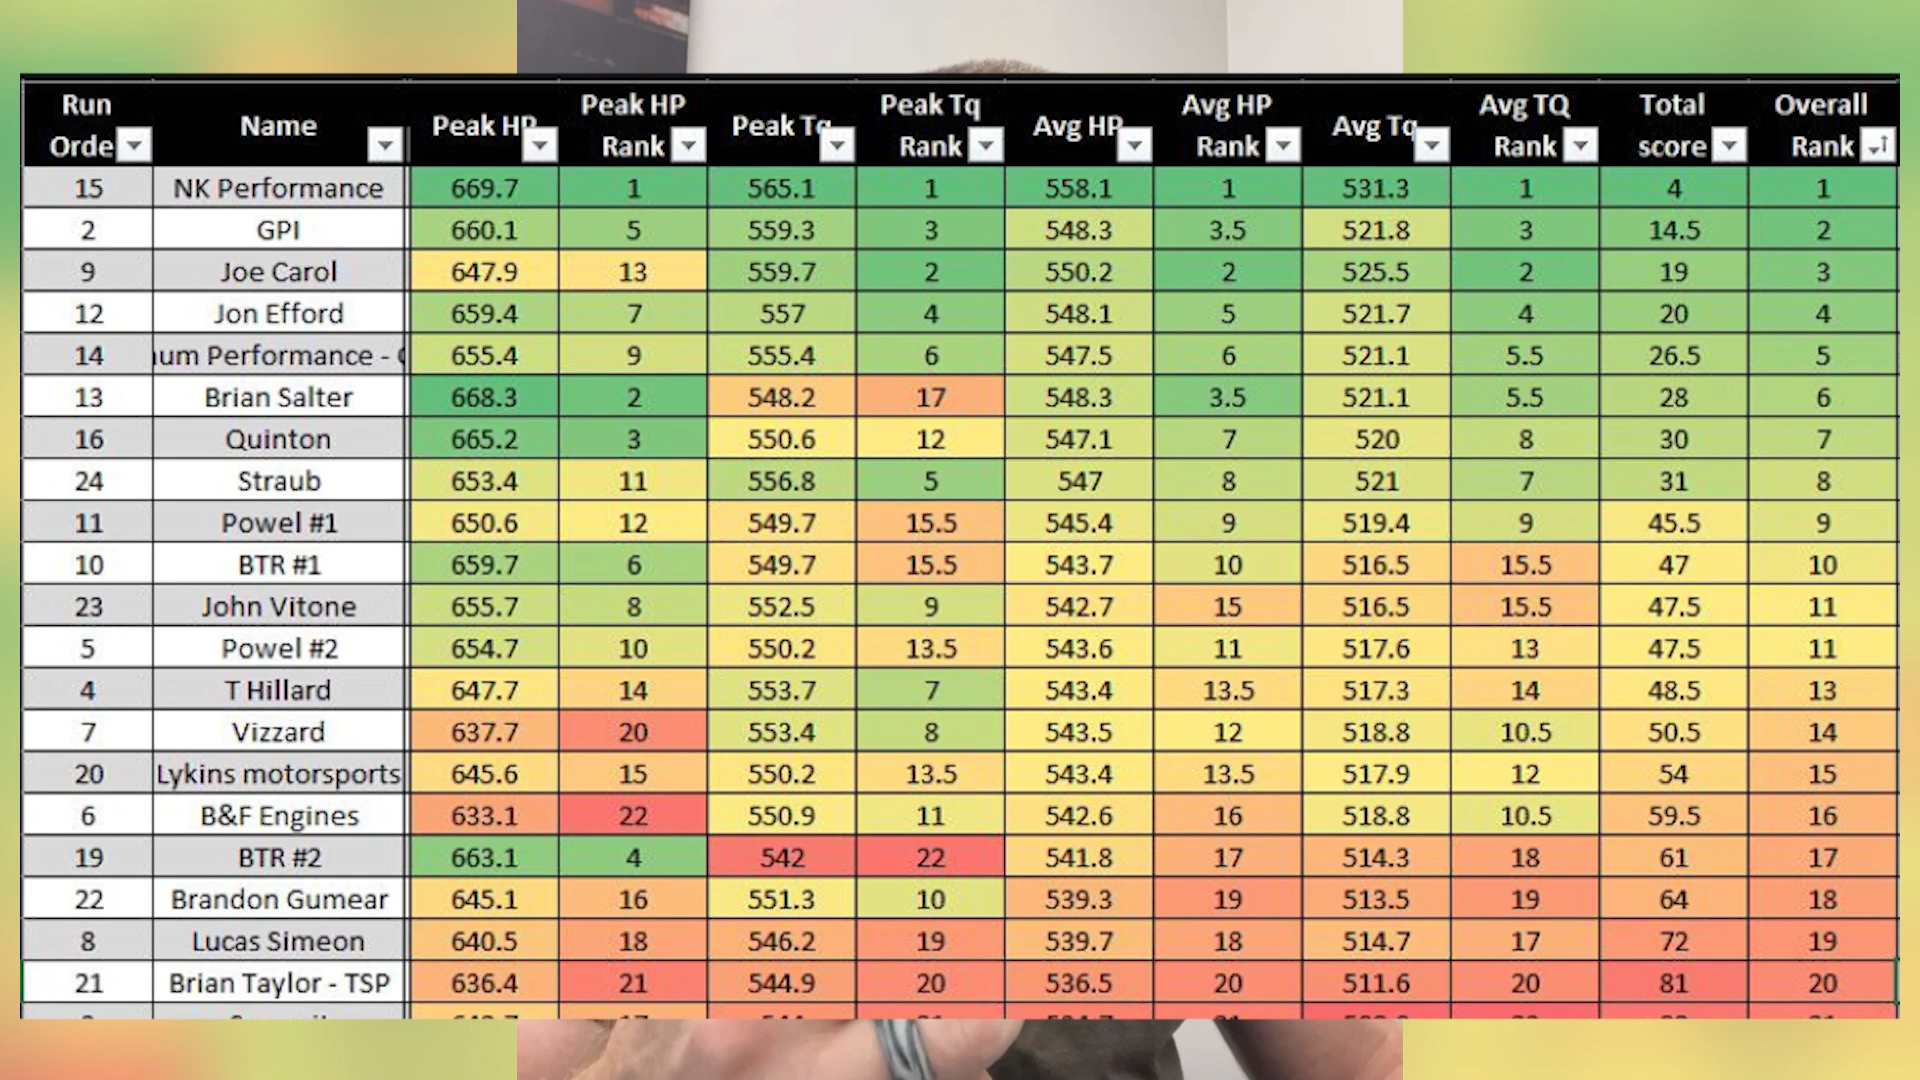 Run Orde Name Peak HP Peak HP Rank Peak Tq Peak Tq Rank Avg HP Avg HP Rank Avg Tq Avg TQ Rank Total score Overall Rank
15 NK Performance 669.7 1 565.1 1 558.1 1 531.3 1 4 1
2 GPI 660.1 5 559.3 3 548.3 3.5 521.8 3 14.5 2
9 Joe Carol 647.9 13 559.7 2 550.2 2 525.5 2 19 3
12 Jon Efford 659.4 7 557 4 548.1 5 521.7 4 20 4
14 um Performance - 655.4 9 555.4 6 547.5 6 521.1 5.5 26.5 5
13 Brian Salter 668.3 2 548.2 17 548.3 3.5 521.1 5.5 28 6
16 Quinton 665.2 3 550.6 12 547.1 7 520 8 30 7
24 Straub 653.4 11 556.8 5 547 8 521 7 31 8
11 Powel #1 650.6 12 549.7 15.5 545.4 9 519.4 9 45.5 9
10 BTR #1 659.7 6 549.7 15.5 543.7 10 516.5 15.5 47 10
23 John Vitone 655.7 8 552.5 9 542.7 15 516.5 15.5 47.5 11
5 Powel #2 654.7 10 550.2 13.5 543.6 11 517.6 13 47.5 11
4 T Hillard 647.7 14 553.7 7 543.4 13.5 517.3 14 48.5 13
7 Vizzard 637.7 20 553.4 8 543.5 12 518.8 10.5 50.5 14
20 Lykins motorsports 645.6 15 550.2 13.5 543.4 13.5 517.9 12 54 15
6 B&F Engines 633.1 22 550.9 11 542.6 16 518.8 10.5 59.5 16
19 BTR #2 663.1 4 542 22 541.8 17 514.3 18 61 17
22 Brandon Gumear 645.1 16 551.3 10 539.3 19 513.5 19 64 18
8 Lucas Simeon 640.5 18 546.2 19 539.7 18 514.7 17 72 19
21 Brian Taylor - TSP 636.4 21 544.9 20 536.5 20 511.6 20 81 20